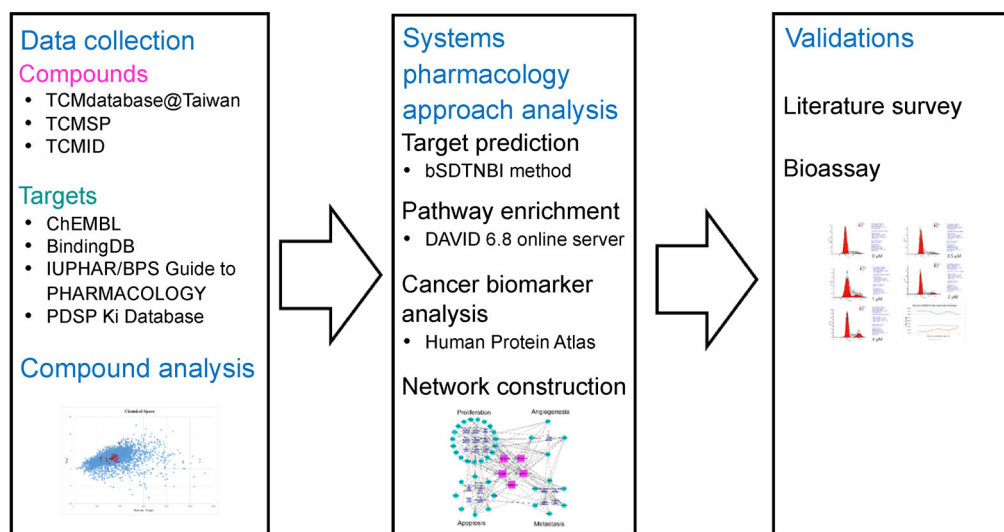 Data collection
Compounds
• TCMdatabase@Taiwan
• TCMSP
• TCMID
Targets
• ChEMBL
• BindingDB
• IUPHAR/BPS Guide to
PHARMACOLOGY
• PDSP Ki Database
Compound analysis
Chemical Space
Systems
pharmacology
approach analysis
Target prediction
• bSDTNBI method
Pathway enrichment
• DAVID 6.8 online server
Cancer biomarker
analysis
• Human Protein Atlas
Network construction
Proliferation
Angiogenesis
Apoptosis
Metastasis
Validations
Literature survey
Bioassay
0 μM
0.5 μM
1 μM
2 μM
4 μM